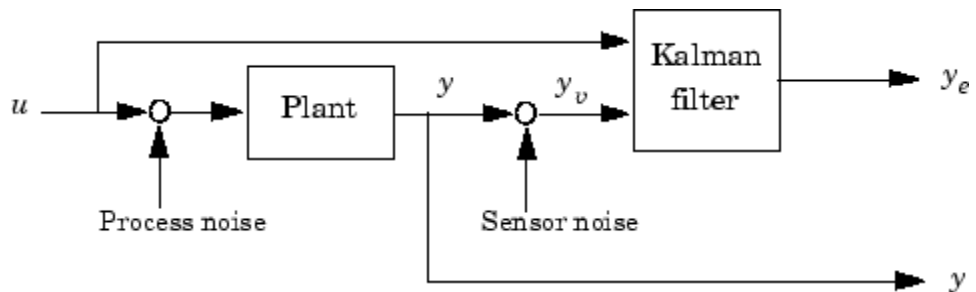 Kalman
filter
u
Plant
y
y_v
y_e
Process noise
Sensor noise
y